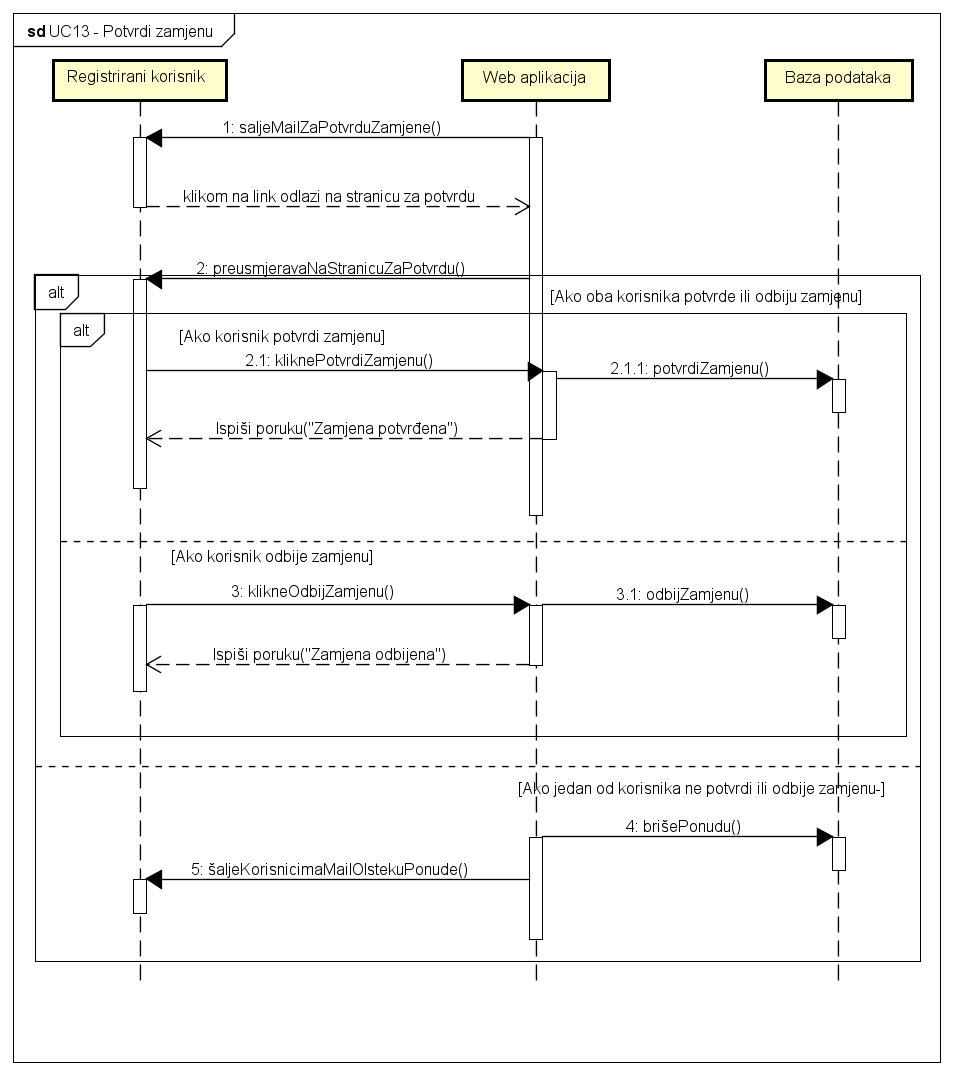 sd UC13 - Potvrdi zamjenu
Registrirani korisnik
Web aplikacija
Baza podataka
1: saljeMailZaPotvrduZamjene()
klikom na link odlazi na stranicu za potvrdu
2: preusmjeravaNaStranicuZaPotvrdu()
alt
[Ako oba korisnika potvrde ili odbiju zamjenu]
alt
[Ako korisnik potvrdi zamjenu]
2.1: kliknePotvrdiZamjenu()
2.1.1: potvrdiZamjenu()
Ispiši poruku("Zamjena potvrđena")
[Ako korisnik odbije zamjenu]
3: klikneOdbijZamjenu()
3.1: odbijZamjenu()
Ispiši poruku("Zamjena odbijena")
[Ako jedan od korisnika ne potvrdi ili odbije zamjenu-]
4: brišePonudu()
5: šaljeKorisnicimaMailOIstekuPonude()